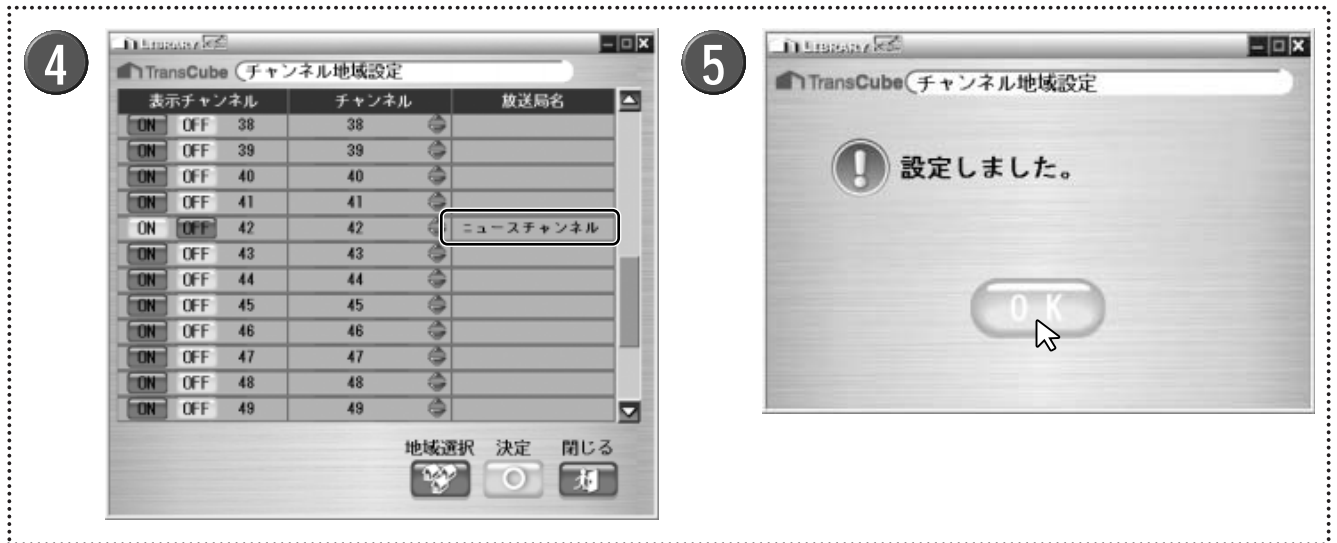 4
LIBRARY
TransCube チャンネル地域設定
表示チャンネル チャンネル 放送局名
ON OFF 38 38
ON OFF 39 39
ON OFF 40 40
ON OFF 41 41
ON OFF 42 42 ニュースチャンネル
ON OFF 43 43
ON OFF 44 44
ON OFF 45 45
ON OFF 46 46
ON OFF 47 47
ON OFF 48 48
ON OFF 49 49
地域選択 決定 閉じる
5
LIBRARY
TransCube チャンネル地域設定
設定しました。
OK